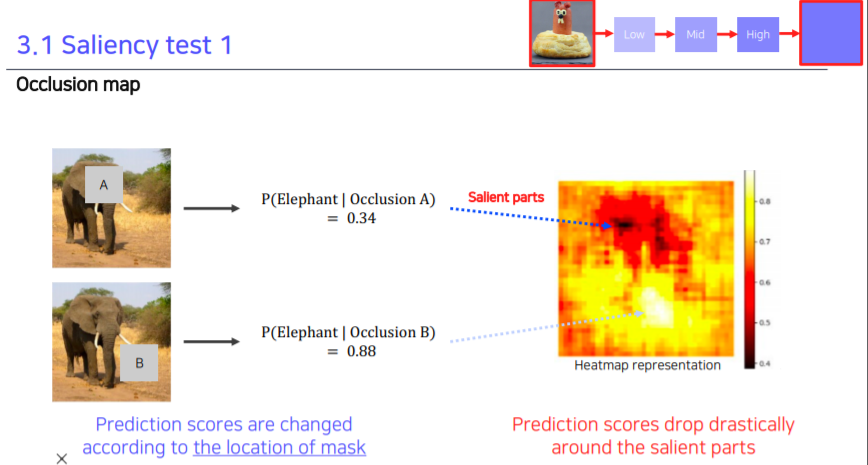 3.1 Saliency test 1
Low
Mid
High
Occlusion map
A
P(Elephant | Occlusion A)
= 0.34
Salient parts
0.8
0.7
0.6
0.5
0.4
B
P(Elephant | Occlusion B)
= 0.88
Heatmap representation
Prediction scores are changed
according to the location of mask
Prediction scores drop drastically
around the salient parts